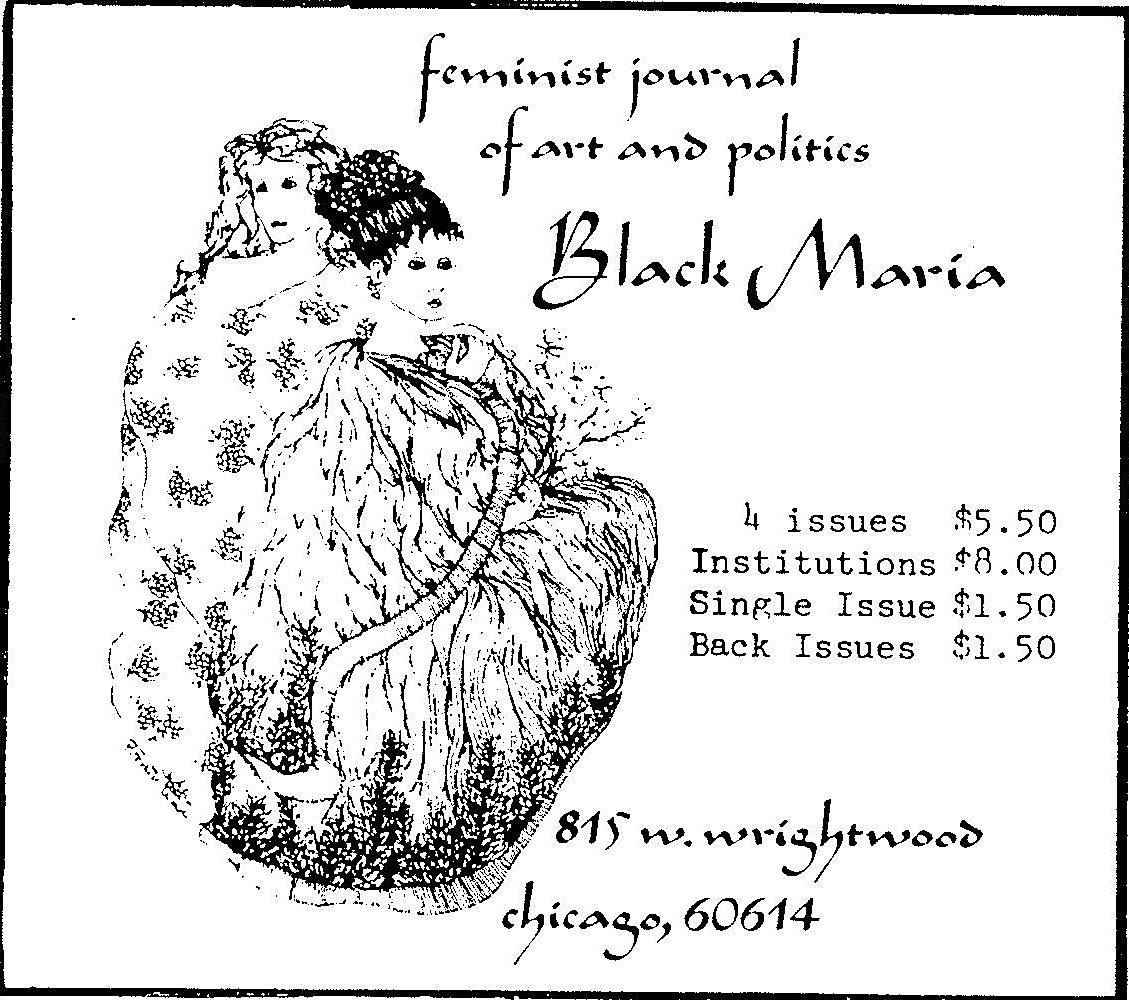 feminist journal
of art and politics
Black Maria
4 issues $5.50
Institutions $8.00
Single Issue $1.50
Back Issues $1.50
815 w. wrightwood
chicago, 60614